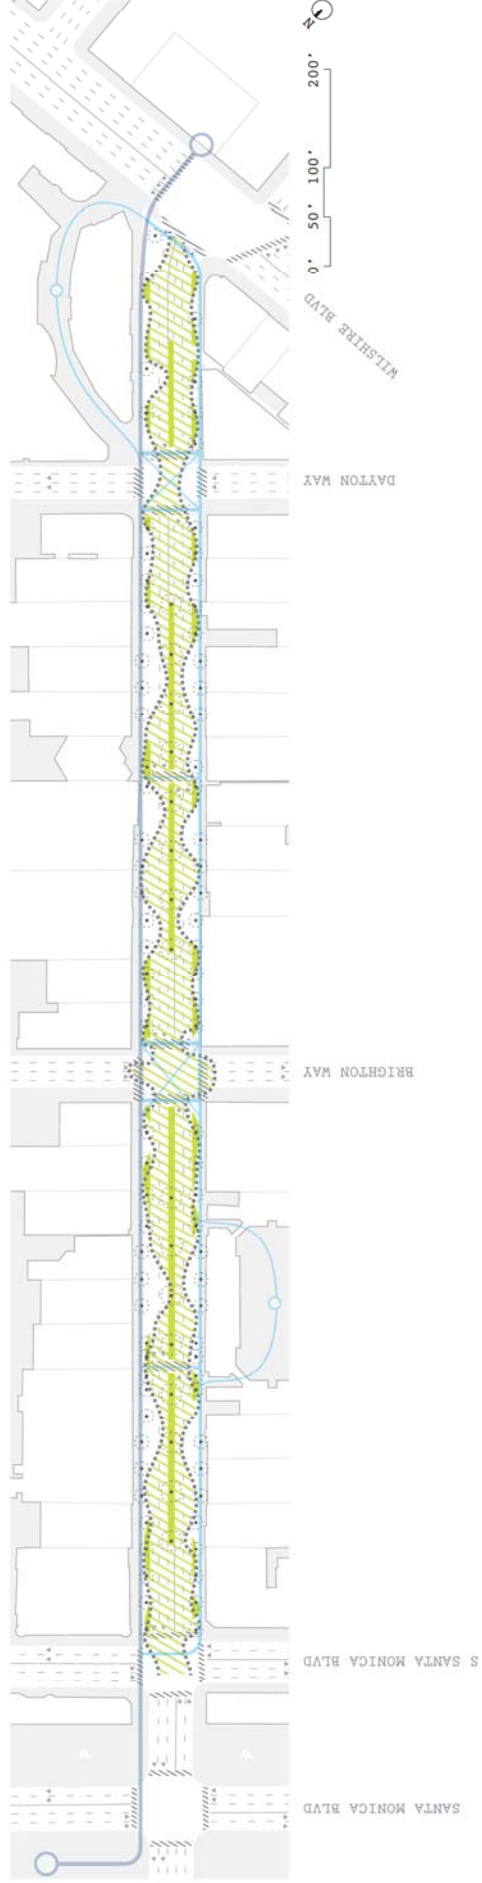 N
200'
100'
50'
0'
WILSHIRE BLVD
DAYTON WAY
BRIGHTON WAY
S SANTA MONICA BLVD
P
P
SANTA MONICA BLVD